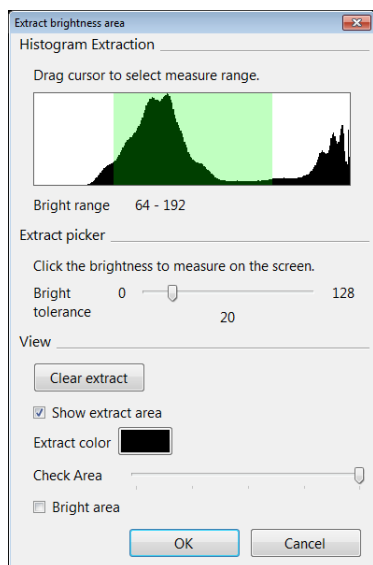 Extract brightness area
Histogram Extraction
Drag cursor to select measure range.
Bright range 64 - 192
Extract picker
Click the brightness to measure on the screen.
Bright tolerance 0 128
20
View
Clear extract
Show extract area
Extract color
Check Area
Bright area
OK Cancel